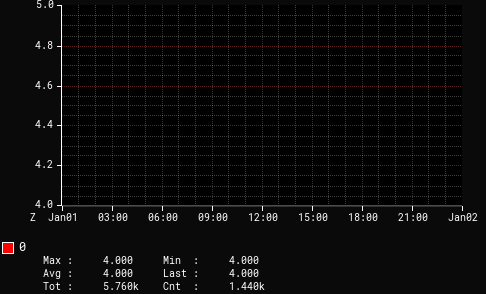 5.0
4.8
4.6
4.4
4.2
4.0
Z Jan01 03:00 06:00 09:00 12:00 15:00 18:00 21:00 Jan02
0
Max : 4.000 Min : 4.000
Avg : 4.000 Last : 4.000
Tot : 5.760k Cnt : 1.440k